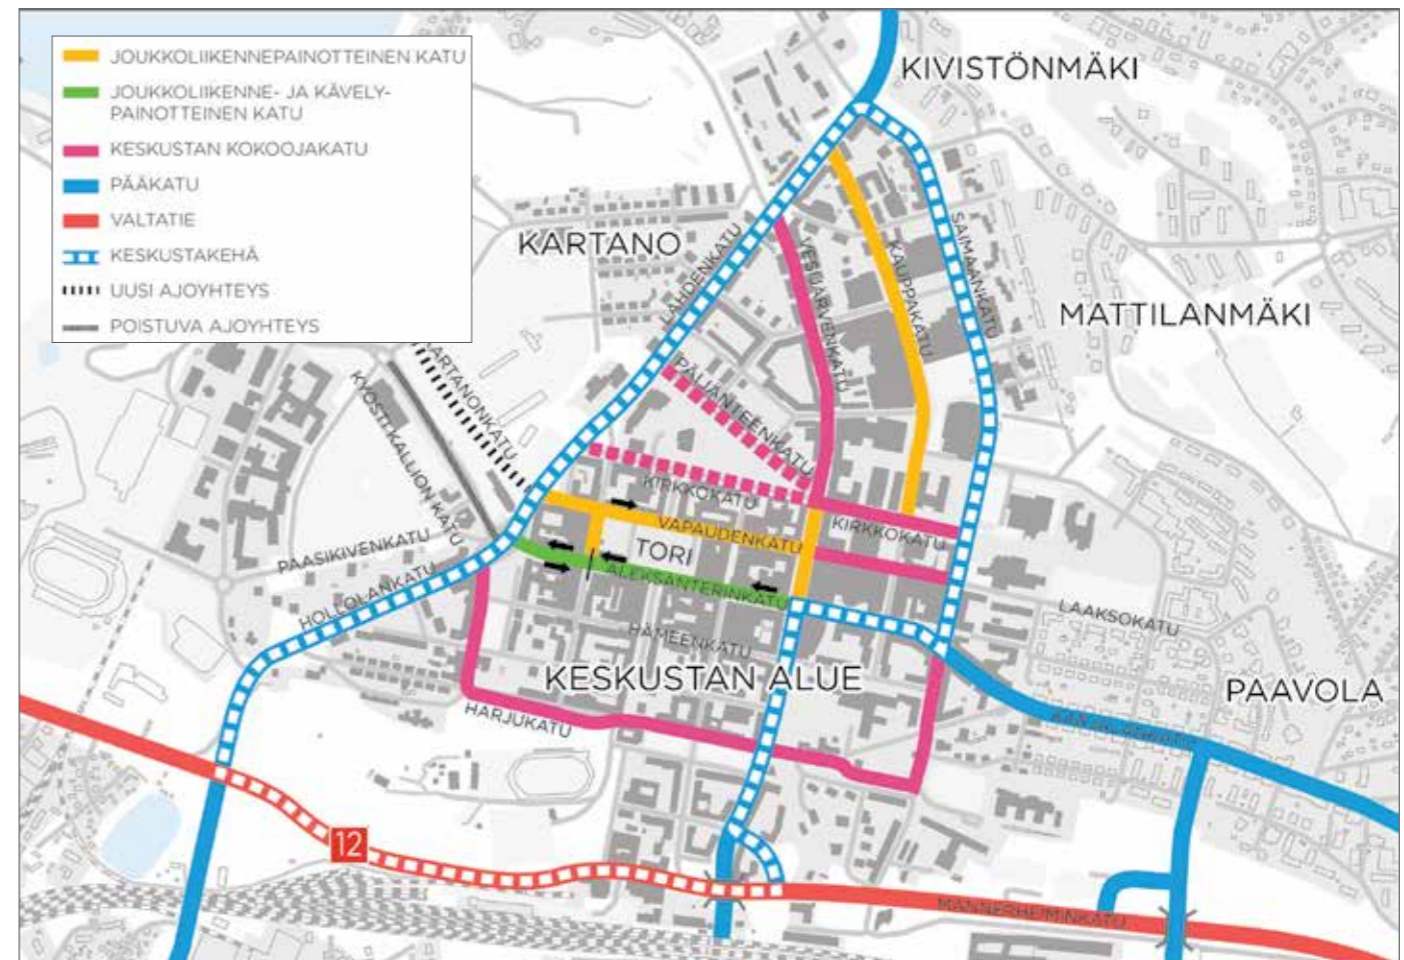 JOUKKOLIIKENNEPAINOTTEINEN KATU
JOUKKOLIIKENNE- JA KÄVELY-
PAINOTTEINEN KATU
KESKUSTAN KOKOOJAKATU
PÄÄKATU
VALTATIE
KESKUSTAKEHÄ
UUSI AJOYHTEYS
POISTUVA AJOYHTEYS
KIVISTÖNMÄKI
KARTANO
LAHDENKATU
VESIJÄRVENKATU
KAUPPAKATU
SAIMAANKATU
MATTILANMÄKI
KARTANONKATU
KYÖSTI KALLION KATU
PÄIJÄNTEENKATU
KIRKKOKATU
KIRKKOKATU
VAPAUDENKATU
TORI
PAASIKIVENKATU
HOLLOLANKATU
ALEKSANTERINKATU
HÄMEENKATU
LAAKSOKATU
KESKUSTAN ALUE
PAAVOLA
HARJUKATU
12
MANNERHEIMINKATU